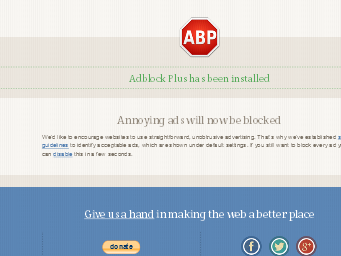 ABP
Adblock Plus has been installed
Annoying ads will now be blocked
We'd like to encourage websites to use straightforward, unobtrusive advertising. That's why we've established
guidelines to identify acceptable ads, which are shown under default settings. If you still want to block every ad
can disable this in a few seconds.
Give us a hand in making the web a better place
donate
f
g+